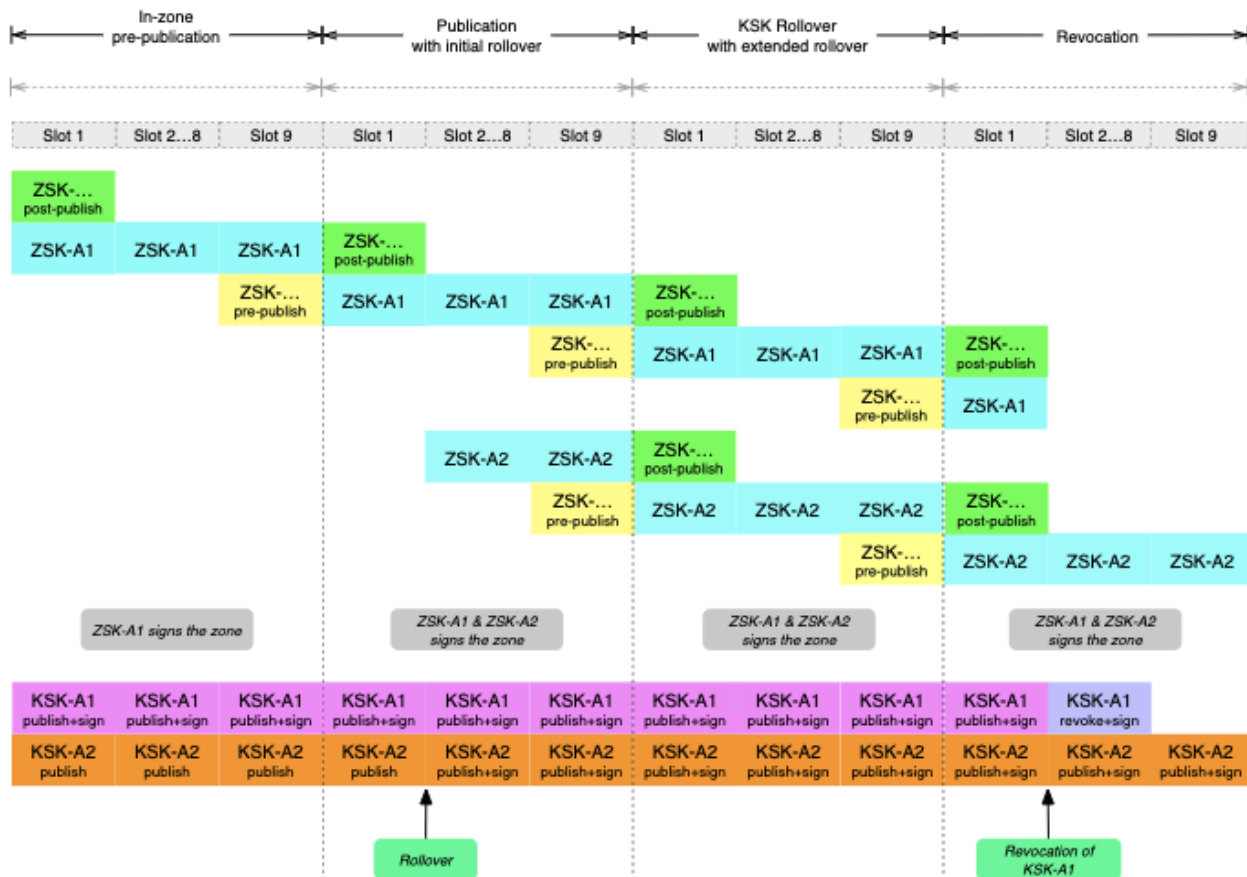 In-zone
pre-publication
Publication
with initial rollover
KSK Rollover
with extended rollover
Revocation
Slot 1 Slot 2...8 Slot 9 Slot 1 Slot 2...8 Slot 9 Slot 1 Slot 2...8 Slot 9 Slot 1 Slot 2...8 Slot 9
ZSK-...
post-publish
ZSK-A1 ZSK-A1 ZSK-A1 ZSK-...
post-publish
ZSK-...
pre-publish
ZSK-A1 ZSK-A1 ZSK-A1 ZSK-...
post-publish
ZSK-...
pre-publish
ZSK-A1 ZSK-A1 ZSK-A1 ZSK-...
post-publish
ZSK-...
pre-publish
ZSK-A1
ZSK-A2 ZSK-A2 ZSK-...
post-publish
ZSK-...
pre-publish
ZSK-A2 ZSK-A2 ZSK-A2 ZSK-...
post-publish
ZSK-...
pre-publish
ZSK-A2 ZSK-A2 ZSK-A2
ZSK-A1 signs the zone
ZSK-A1 & ZSK-A2
signs the zone
ZSK-A1 & ZSK-A2
signs the zone
ZSK-A1 & ZSK-A2
signs the zone
KSK-A1 KSK-A1 KSK-A1 KSK-A1 KSK-A1 KSK-A1 KSK-A1 KSK-A1 KSK-A1 KSK-A1 KSK-A1
publish+sign publish+sign publish+sign publish+sign publish+sign publish+sign publish+sign publish+sign publish+sign publish+sign revoke+sign
KSK-A2 KSK-A2 KSK-A2 KSK-A2 KSK-A2 KSK-A2 KSK-A2 KSK-A2 KSK-A2 KSK-A2 KSK-A2 KSK-A2
publish publish publish publish publish+sign publish+sign publish+sign publish+sign publish+sign publish+sign publish+sign publish+sign
Rollover
Revocation of
KSK-A1